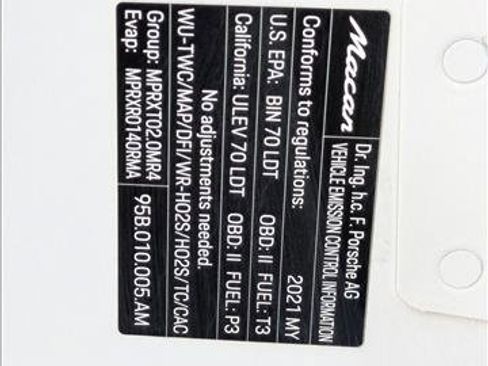 Macan
Dr. Ing. h.c. F. Porsche AG
VEHICLE EMISSION CONTROL INFORMATION
Conforms to regulations: 2021 MY
U.S. EPA: BIN 70 LDT OBD: II FUEL: T3
California: ULEV 70 LDT OBD: II FUEL: P3
No adjustments needed.
WU-TWC/MAP/DFI/WR-HO2S/HO2S/TC/CAC
Group: MPRXT02.0MR4
Evap: MPRXR0140RMA
95B.010.005.AM